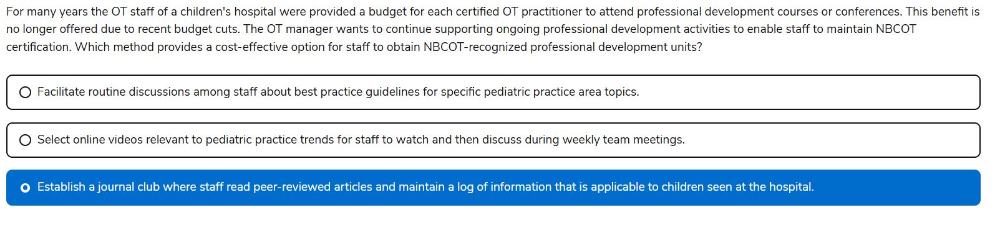 For many years the OT staff of a children's hospital were provided a budget for each certified OT practitioner to attend professional development courses or conferences. This benefit is
no longer offered due to recent budget cuts. The OT manager wants to continue supporting ongoing professional development activities to enable staff to maintain NBCOT
certification. Which method provides a cost-effective option for staff to obtain NBCOT-recognized professional development units?
Facilitate routine discussions among staff about best practice guidelines for specific pediatric practice area topics.
Select online videos relevant to pediatric practice trends for staff to watch and then discuss during weekly team meetings.
Establish a journal club where staff read peer-reviewed articles and maintain a log of information that is applicable to children seen at the hospital.